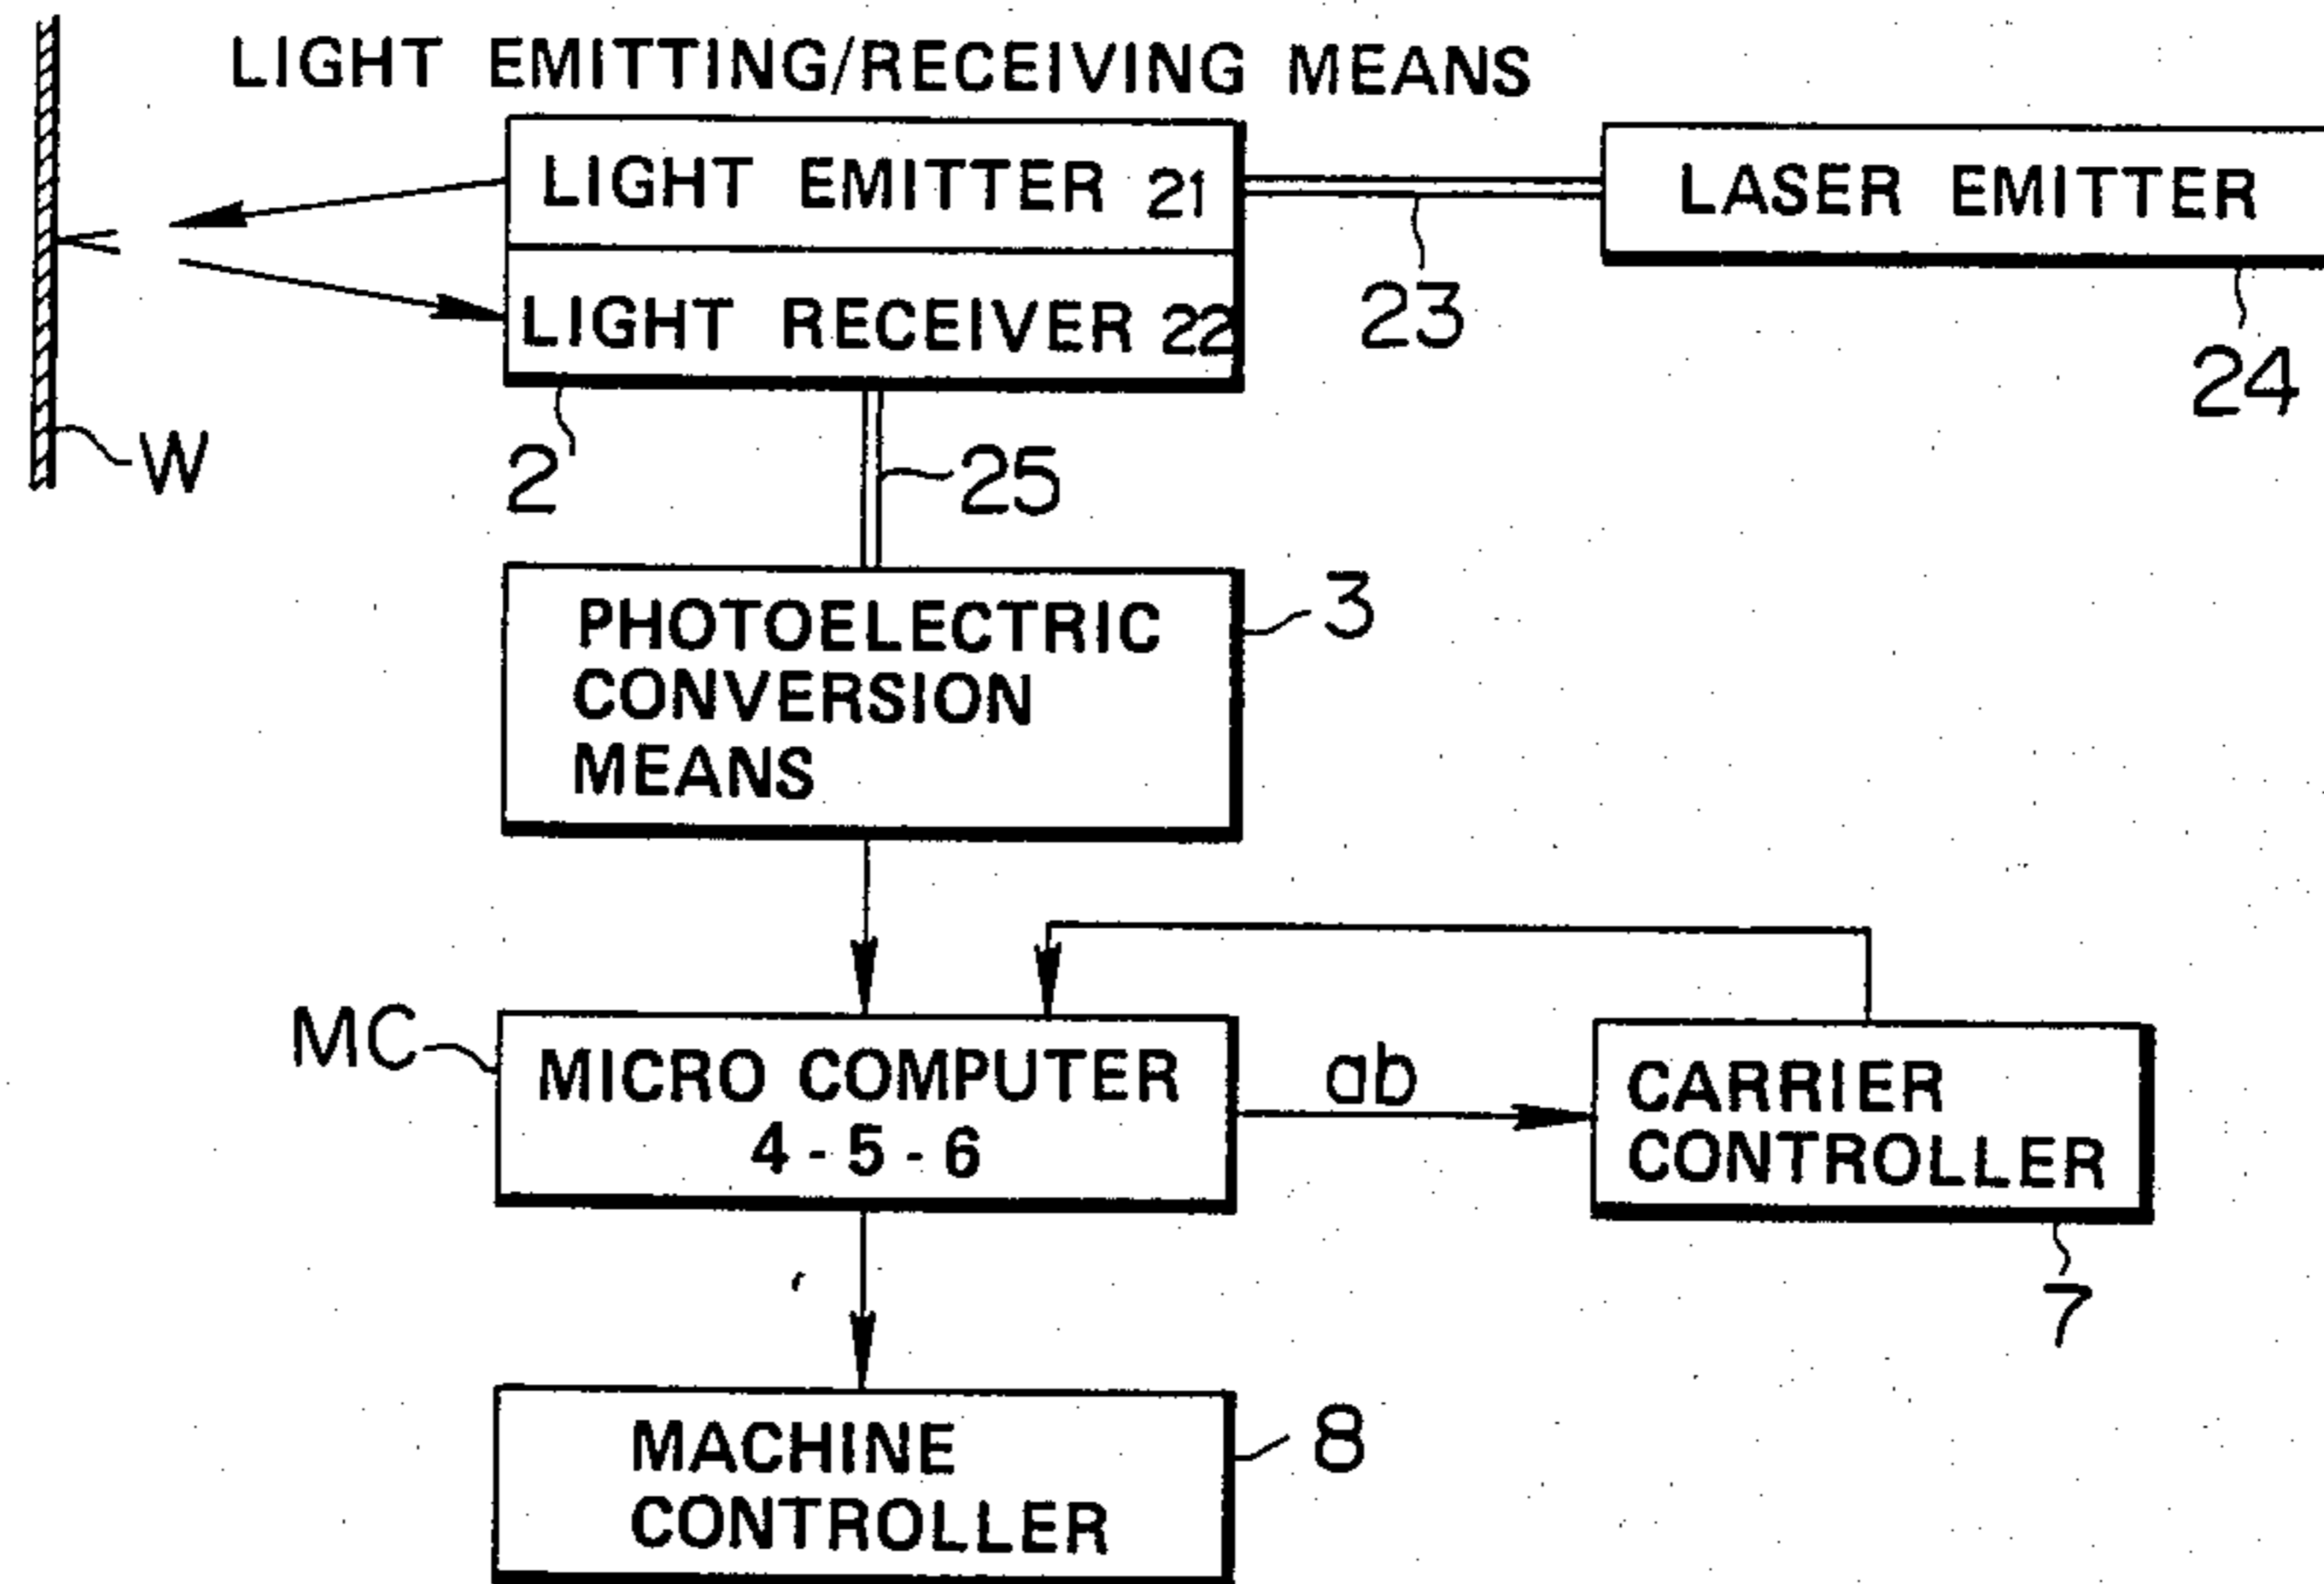 LIGHT EMITTING/RECEIVING MEANS
LIGHT EMITTER 21
LASER EMITTER
LIGHT RECEIVER 22
23
24
W
2
25
PHOTOELECTRIC
CONVERSION
MEANS
3
MC
MICRO COMPUTER
4 - 5 - 6
ab
CARRIER
CONTROLLER
7
MACHINE
CONTROLLER
8